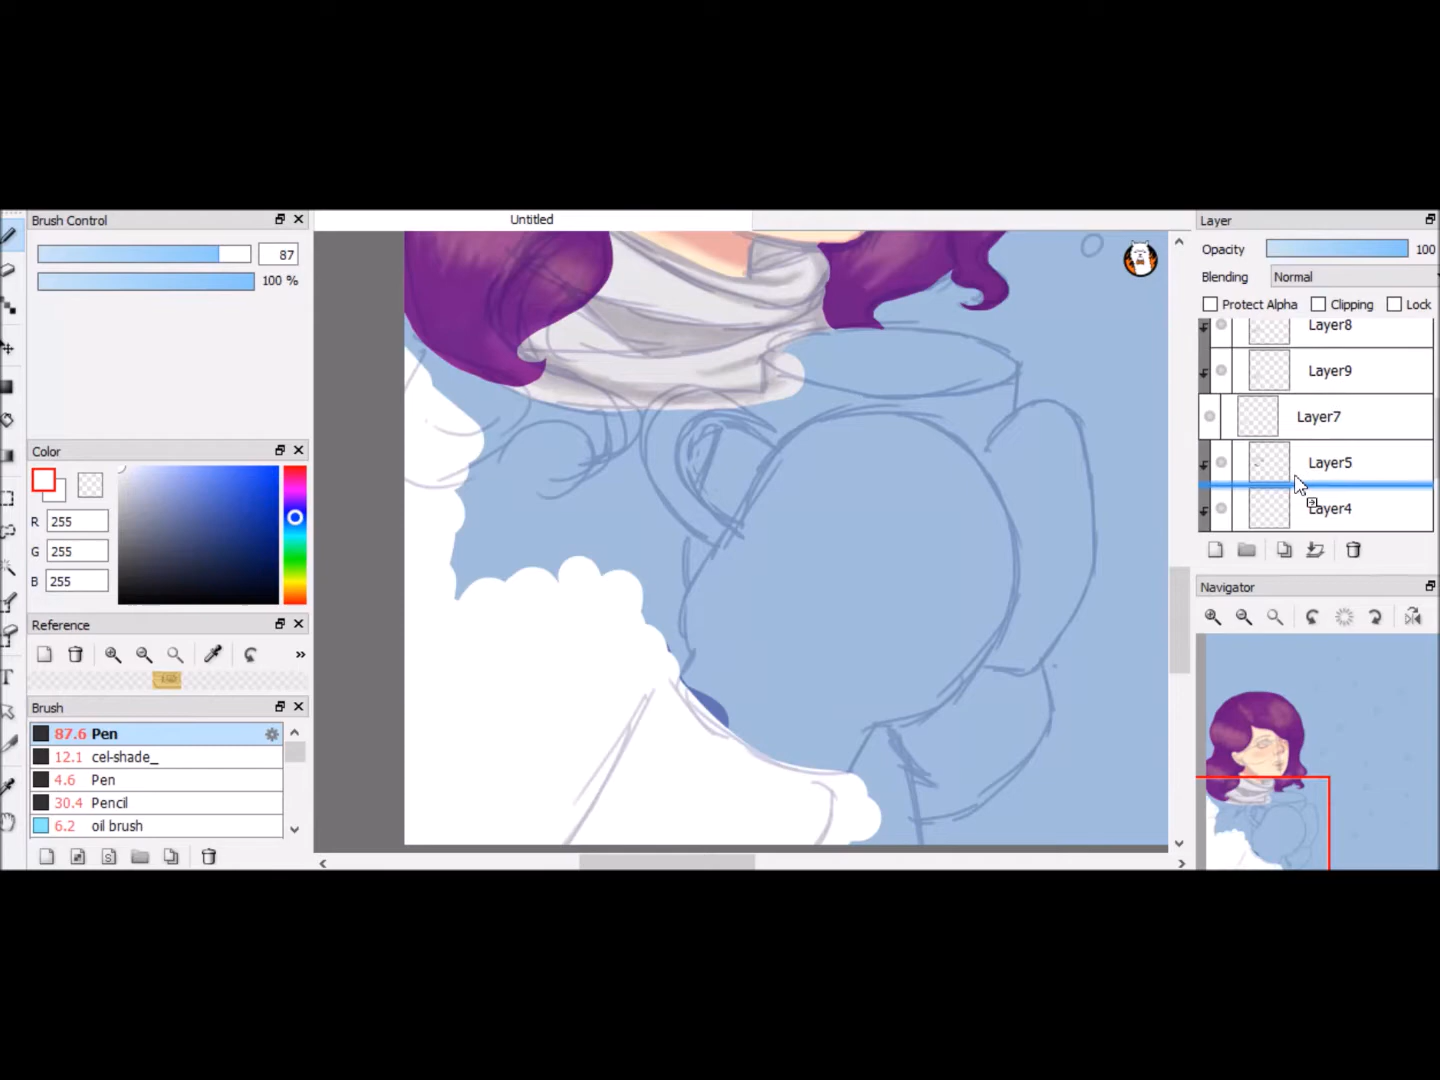 Brush Control
87
100 %
Color
R 255
G 255
B 255
Reference
»
Brush
87.6 Pen
12.1 cel-shade_
4.6 Pen
30.4 Pencil
6.2 oil brush
Untitled
Layer
Opacity 100
Blending Normal
Protect Alpha Clipping Lock
Layer8
Layer9
Layer7
Layer5
Layer4
Navigator
T